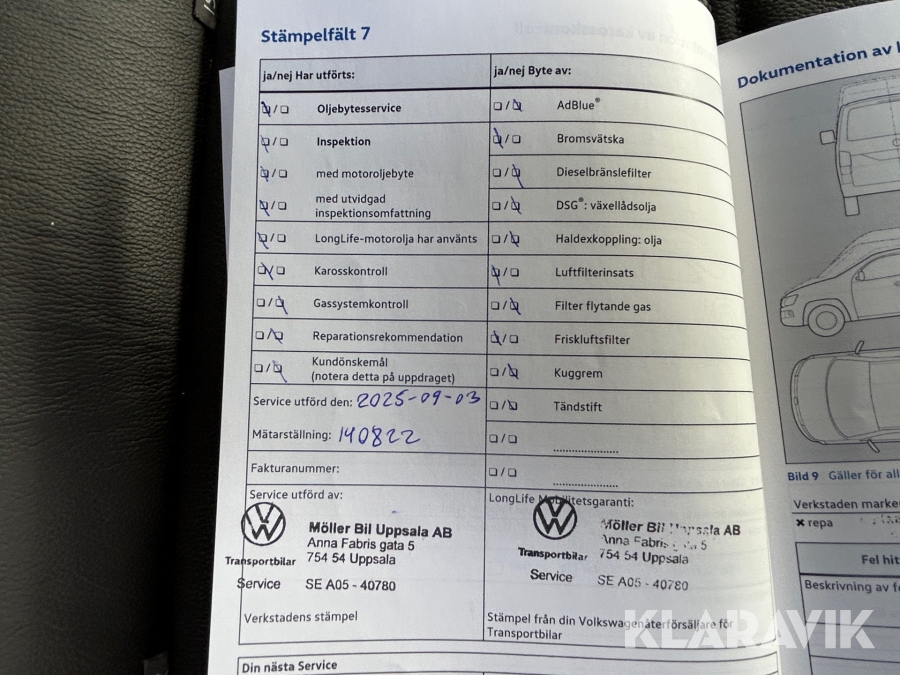 Stämpelfält 7
ja/nej Har utförts:
Oljebytesservice
Inspektion
med motoroljebyte
med utvidgad
inspektionsomfattning
LongLife-motorolja har använts
Karosskontroll
Gassystemkontroll
Reparationsrekommendation
Kundönskemål
(notera detta på uppdraget)
Service utförd den: 2025-09-03
Mätarställning: 140822
Fakturanummer:
Service utförd av:
Möller Bil Uppsala AB
Anna Fabris gata 5
Transportbilar 754 54 Uppsala
Service SE A05 - 40780
Verkstadens stämpel
ja/nej Byte av:
AdBlue®
Bromsvätska
Dieselbränslefilter
DSG®: växellådsolja
Haldexkoppling: olja
Luftfilterinsats
Filter flytande gas
Friskluftsfilter
Kuggrem
Tändstift
LongLife Mobilitetsgaranti:
Möller Bil Uppsala AB
Anna Fabris 5
Transportbilar 754 54 Uppsala
Service SE A05 - 40780
Stämpel från din Volkswagenåterförsäljare för
Transportbilar
Din nästa Service
Dokumentation av
Bild 9 Gäller för all
Verkstaden marke
repa
Fel hit
Beskrivning av f
KLARAVIK